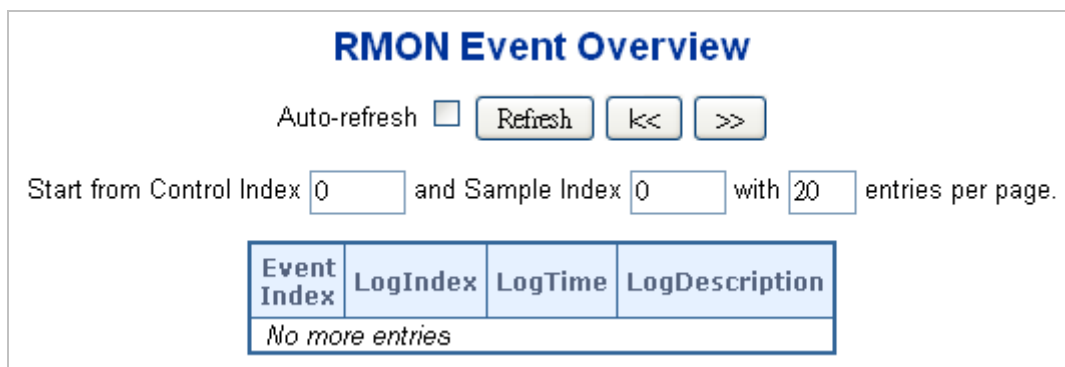 RMON Event Overview
Auto-refresh Refresh |<< >>
Start from Control Index 0 and Sample Index 0 with 20 entries per page.
Event Index LogIndex LogTime LogDescription
No more entries